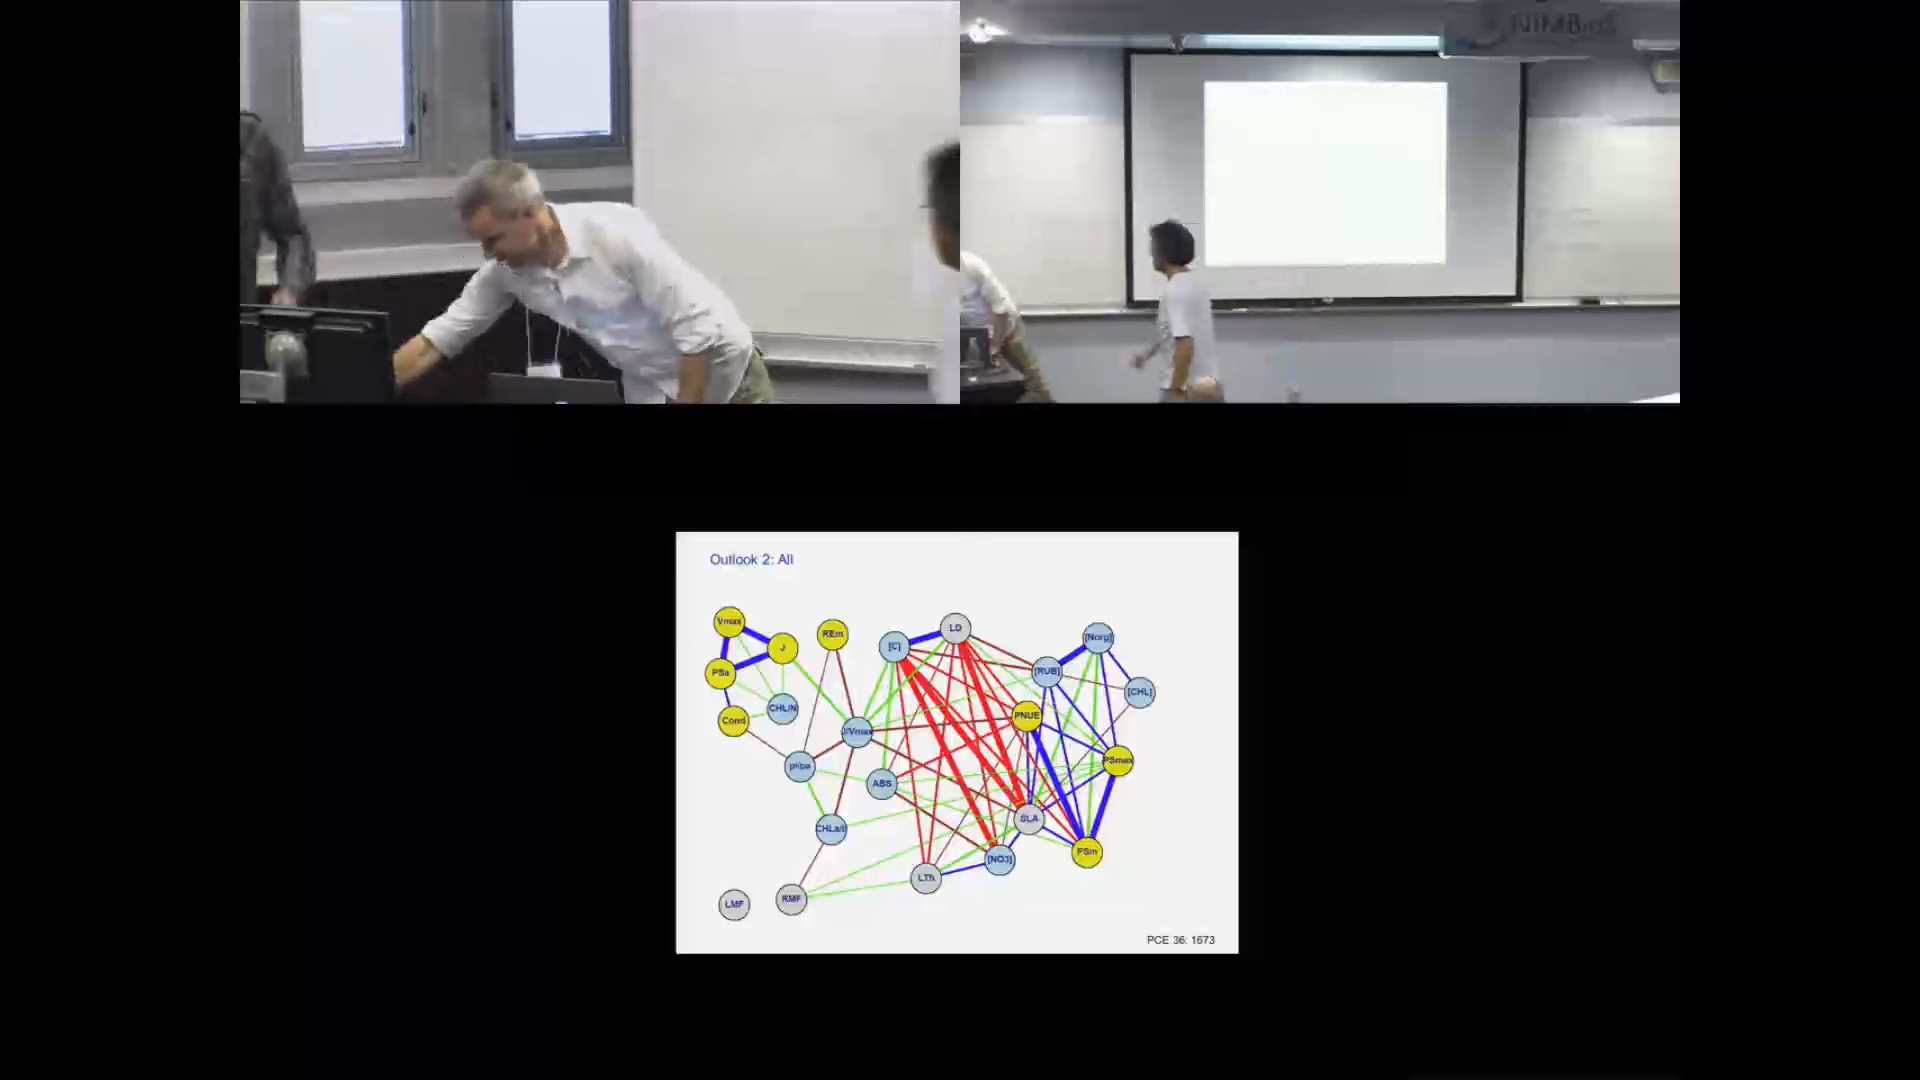 NIMBioS
Outlook 2: All
Vmax
REm
LD
[C]
[Norg]
J
PSa
[RUB]
[CHL]
CHL/N
Cond
PNUE
J/Vmax
pi/pa
PSmax
ABS
SLA
CHLa/b
PSm
[NO3]
LTh
LMF
RMF
PCE 36: 1673